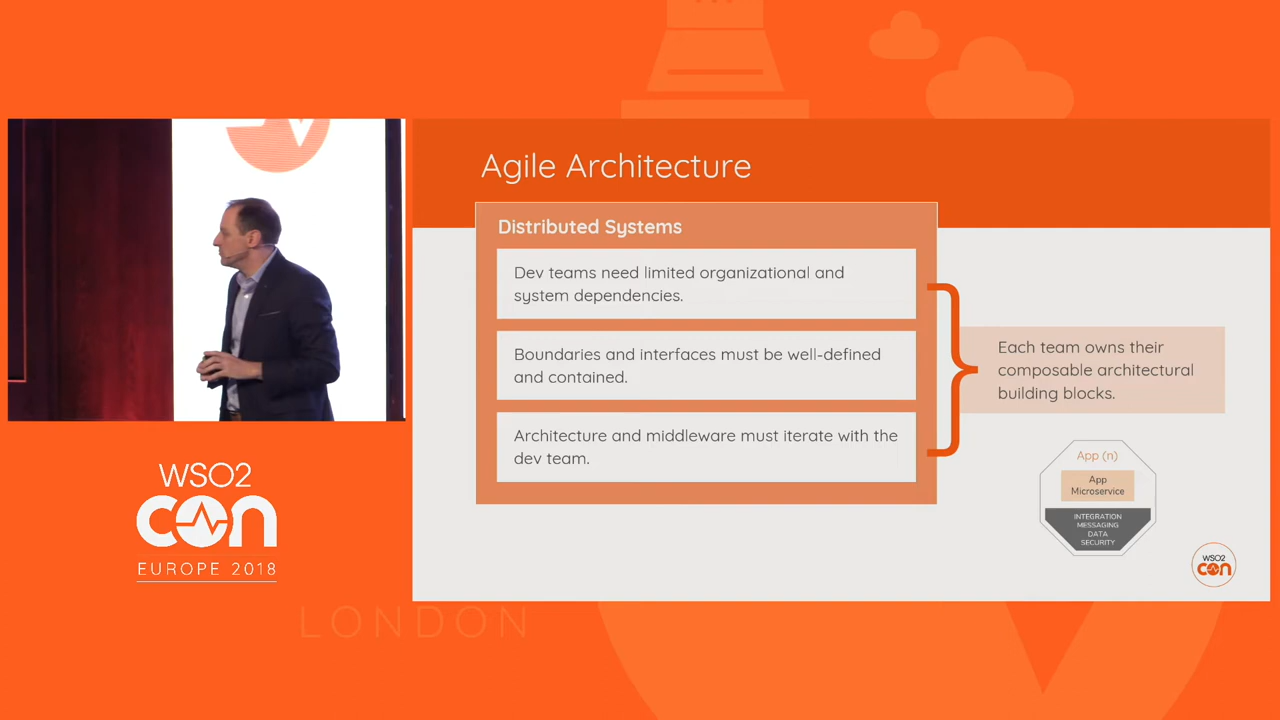 Agile Architecture
Distributed Systems
Dev teams need limited organizational and
system dependencies.
Boundaries and interfaces must be well-defined
and contained.
Architecture and middleware must iterate with the
dev team.
Each team owns their
composable architectural
building blocks.
App (n)
App
Microservice
INTEGRATION
MESSAGING
DATA
SECURITY
WSO2
CON
WSO2
CON
EUROPE 2018
LONDON